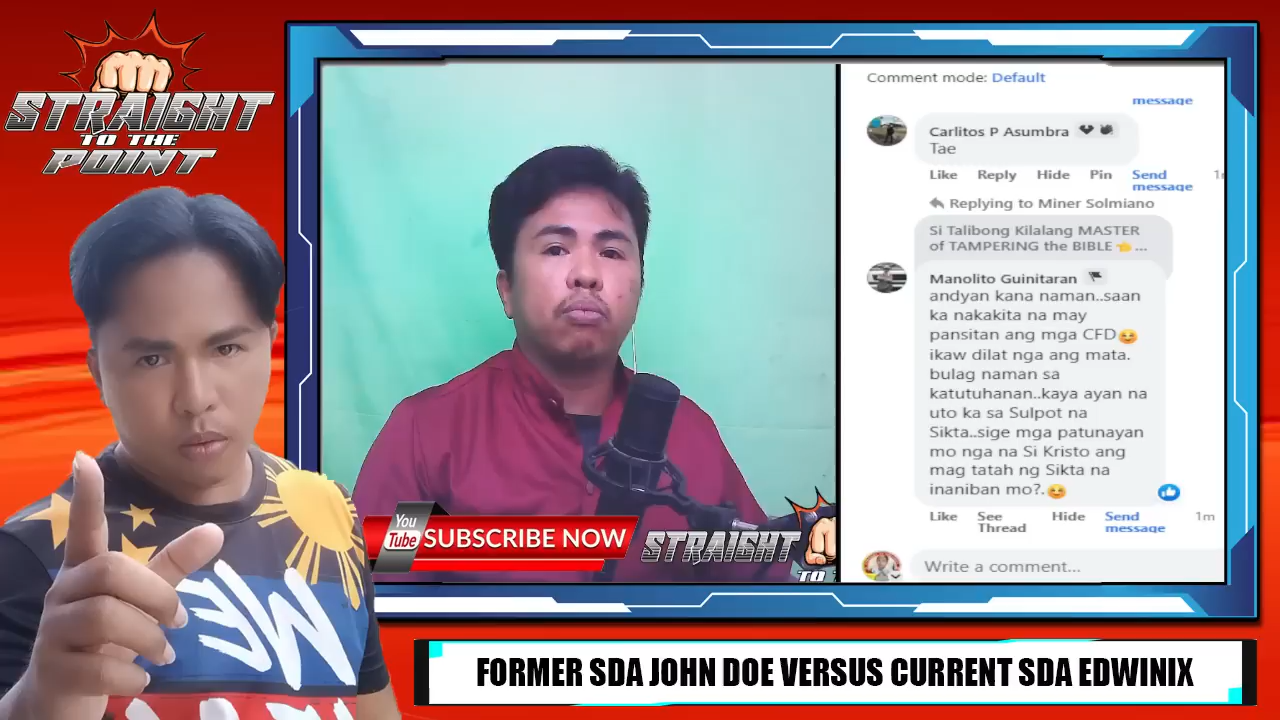 STRAIGHT
TO THE
POINT
Comment mode: Default
message
Carlitos P Asumbra
Tae
Like Reply Hide Pin Send message
Replying to Miner Solmiano
Si Talibong Kilalang MASTER
of TAMPERING the BIBLE 👈 ...
Manolito Guinitaran
andyan kana naman..saan
ka nakakita na may
pansitan ang mga CFD☺️
ikaw dilat nga ang mata.
bulag naman sa
katutuhanan..kaya ayan na
uto ka sa Sulpot na
Sikta..sige mga patunayan
mo nga na Si Kristo ang
mag tatah ng Sikta na
inaniban mo?.☺️
Like See Thread Hide Send message 1m
Write a comment...
You
Tube
SUBSCRIBE NOW
STRAIGHT
TO
ME
FORMER SDA JOHN DOE VERSUS CURRENT SDA EDWINIX